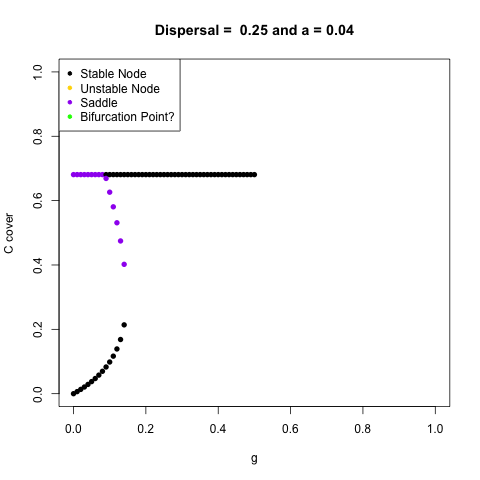 Dispersal =  0.25 and a = 0.04
Stable Node
Unstable Node
Saddle
Bifurcation Point?
C cover
1.0
0.8
0.6
0.4
0.2
0.0
0.0 0.2 0.4 0.6 0.8 1.0
g